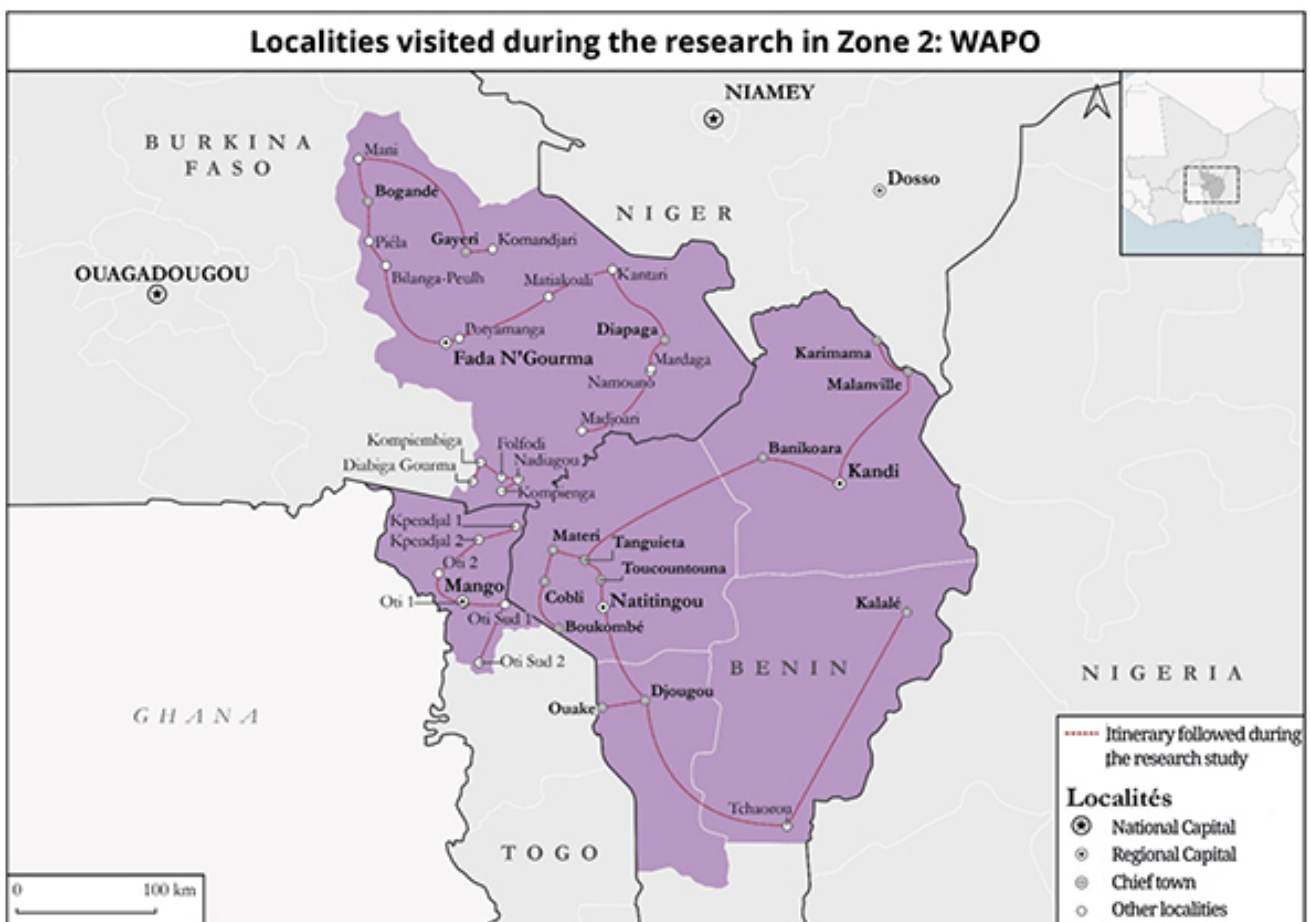 Localities visited during the research in Zone 2: WAPO
NIAMEY
BURKINA
FASO
Mani
Dosso
Bogande
NIGER
Gayeri
Komandjari
Piéla
OUAGADOUGOU
Bilanga-Peulh
Matiakoali
Kantari
Potyamanga
Diapaga
Fada N'Gourma
Karimama
Mardaga
Namouno
Malanville
Madjoari
Kompiembiga
Folfodi
Banikoara
Diabiga Gourma
Nadiagou
Kandi
Kompienga
Kpendjal 1
Kpendjal 2
Materi
Tanguieta
Oti 2
Toucountouna
Mango
Cobli
Natitingou
Kalalé
Oti 1
Oti Sud 1
Boukombé
Oti Sud 2
BENIN
NIGERIA
Djougou
Ouake
GHANA
Tchaorou
TOGO
Itinerary followed during
the research study
Localités
National Capital
Regional Capital
Chief town
Other localities
0 100 km